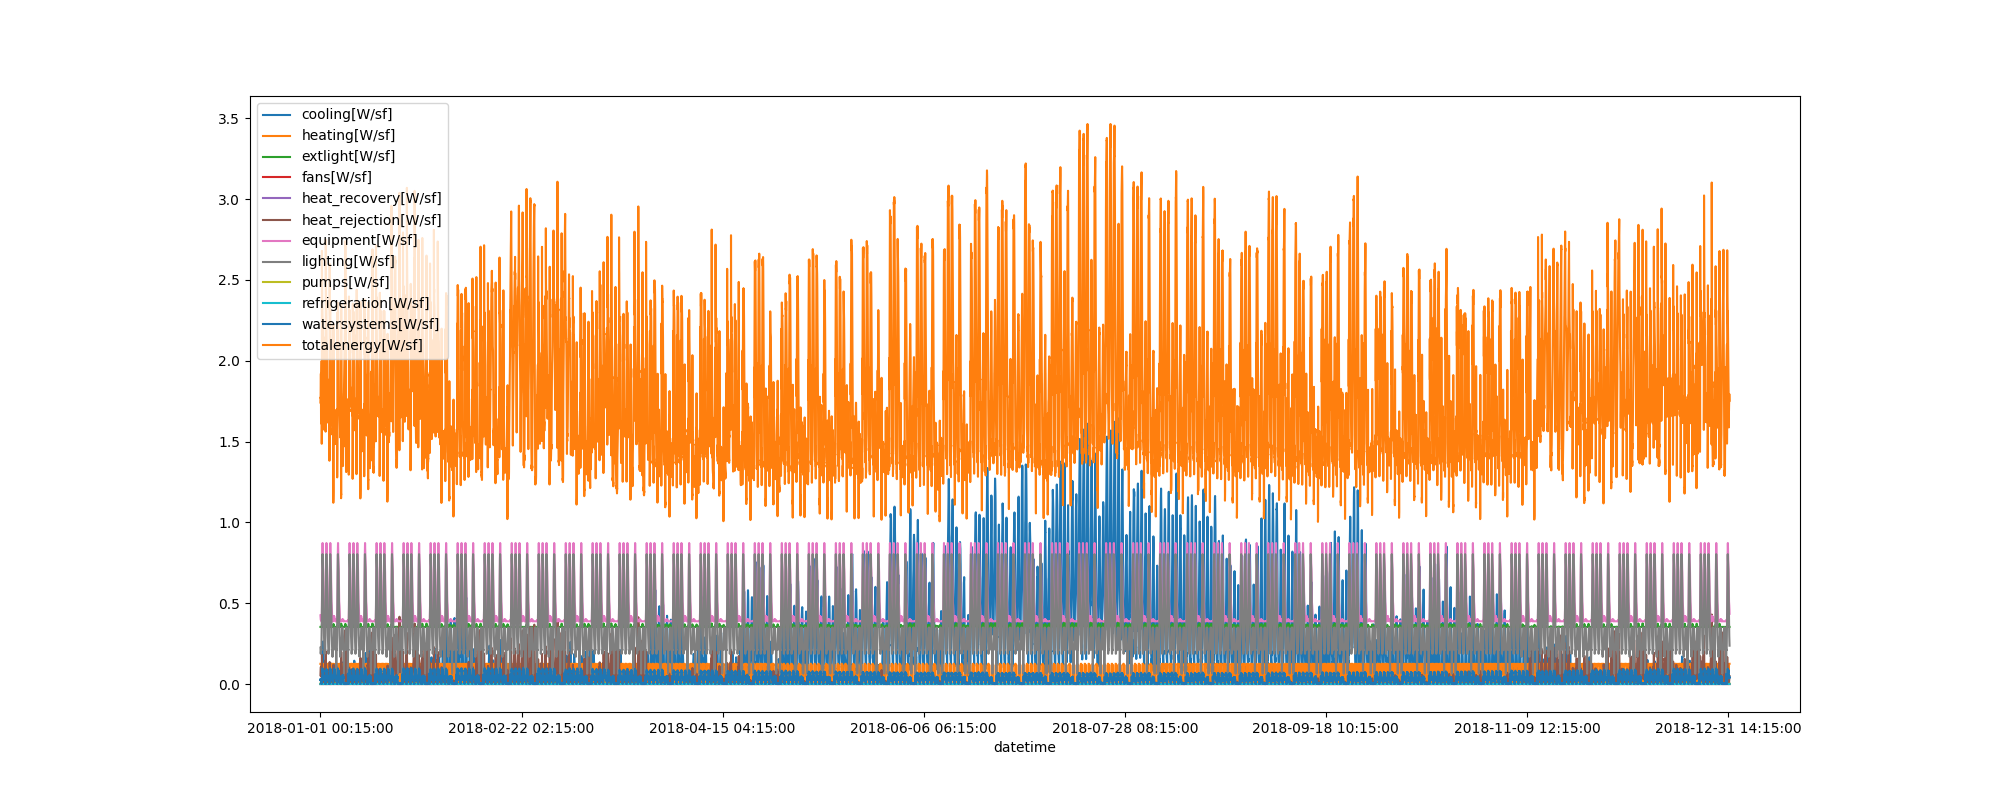 3.5
3.0
2.5
2.0
1.5
1.0
0.5
0.0
cooling[W/sf]
heating[W/sf]
extlight[W/sf]
fans[W/sf]
heat_recovery[W/sf]
heat_rejection[W/sf]
equipment[W/sf]
lighting[W/sf]
pumps[W/sf]
refrigeration[W/sf]
watersystems[W/sf]
totalenergy[W/sf]
2018-01-01 00:15:00 2018-02-22 02:15:00 2018-04-15 04:15:00 2018-06-06 06:15:00 2018-07-28 08:15:00 2018-09-18 10:15:00 2018-11-09 12:15:00 2018-12-31 14:15:00
datetime